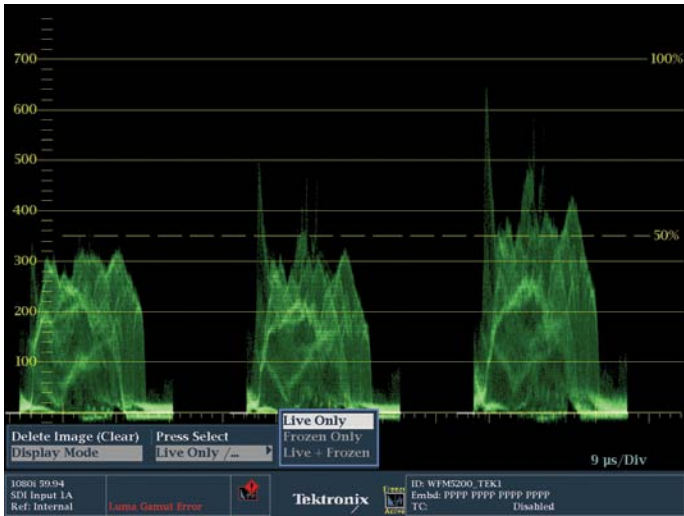 700
100%
600
500
400
50%
300
200
100
Live Only
Frozen Only
Live + Frozen
Delete Image (Clear)
Press Select
Display Mode
Live Only /...
9 µs/Div
1080i 59.94
SDI Input 1A
Ref: Internal
Luma Gamut Error
Tektronix
Freeze
Active
ID: WFM5200_TEK1
Embd: PPPP PPPP PPPP PPPP
TC: Disabled